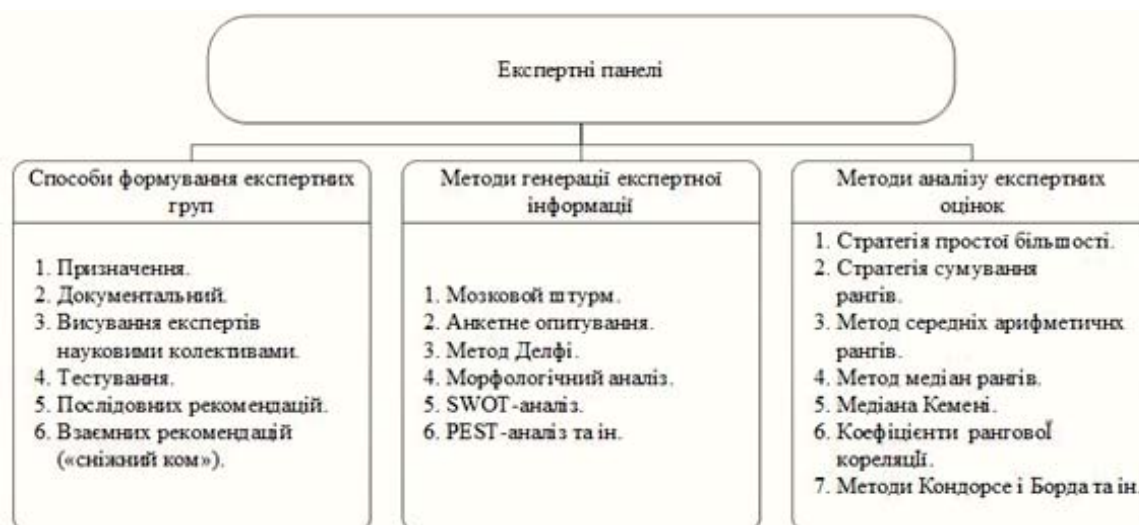 Експертні панелі
Способи формування експертних
груп
1. Призначення.
2. Документальний.
3. Висування експертів
науковими колективами.
4. Тестування.
5. Послідовних рекомендацій.
6. Взаємних рекомендацій
(«сніжний ком»).
Методи генерації експертної
інформації
1. Мозковой штурм.
2. Анкетне опитування.
3. Метод Делфі.
4. Морфологічний аналіз.
5. SWOT-аналіз.
6. PEST-аналіз та ін.
Методи аналізу експертних
оцінок
1. Стратегія простої більшості.
2. Стратегія сумування
рангів.
3. Метод середніх арифметичнх
рангів.
4. Метод медіан рангів.
5. Медіана Кемені.
6. Коефіцієнти рангової
кореляції.
7. Методи Кондорсе і Борда та ін.